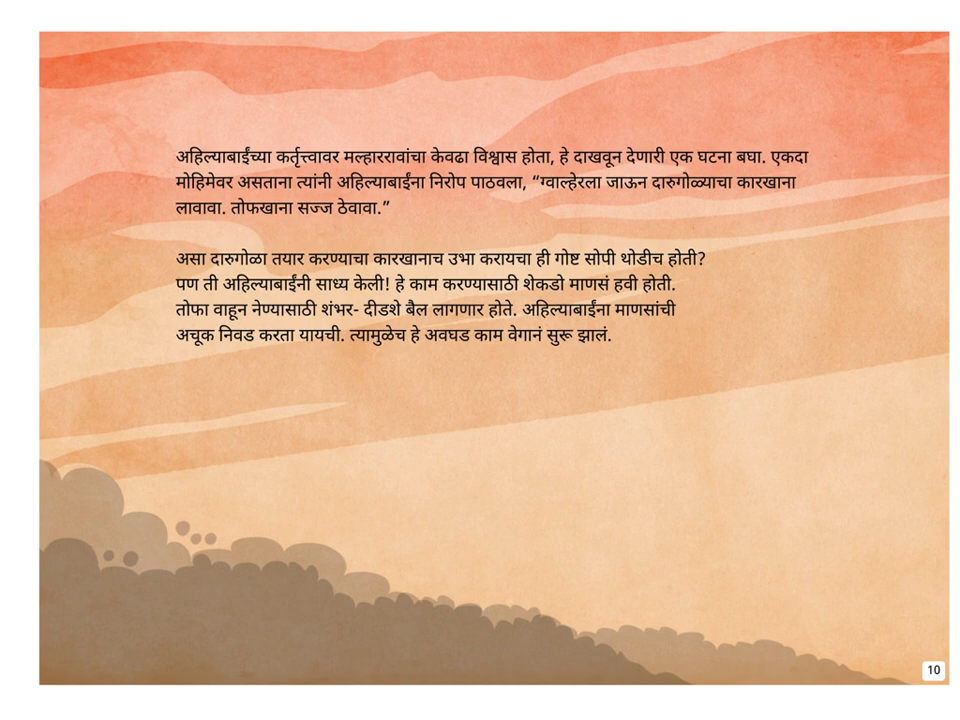 अहिल्याबाईंच्या कर्तृत्त्वावर मल्हाररावांचा केवढा विश्वास होता, हे दाखवून देणारी एक घटना बघा. एकदा
मोहिमेवर असताना त्यांनी अहिल्याबाईंना निरोप पाठवला, “ग्वाल्हेरला जाऊन दारुगोळ्याचा कारखाना
लावावा. तोफखाना सज्ज ठेवावा.”
असा दारुगोळा तयार करण्याचा कारखानाच उभा करायचा ही गोष्ट सोपी थोडीच होती?
पण ती अहिल्याबाईंनी साध्य केली! हे काम करण्यासाठी शेकडो माणसं हवी होती.
तोफा वाहून नेण्यासाठी शंभर- दीडशे बैल लागणार होते. अहिल्याबाईंना माणसांची
अचूक निवड करता यायची. त्यामुळेच हे अवघड काम वेगानं सुरू झालं.
10